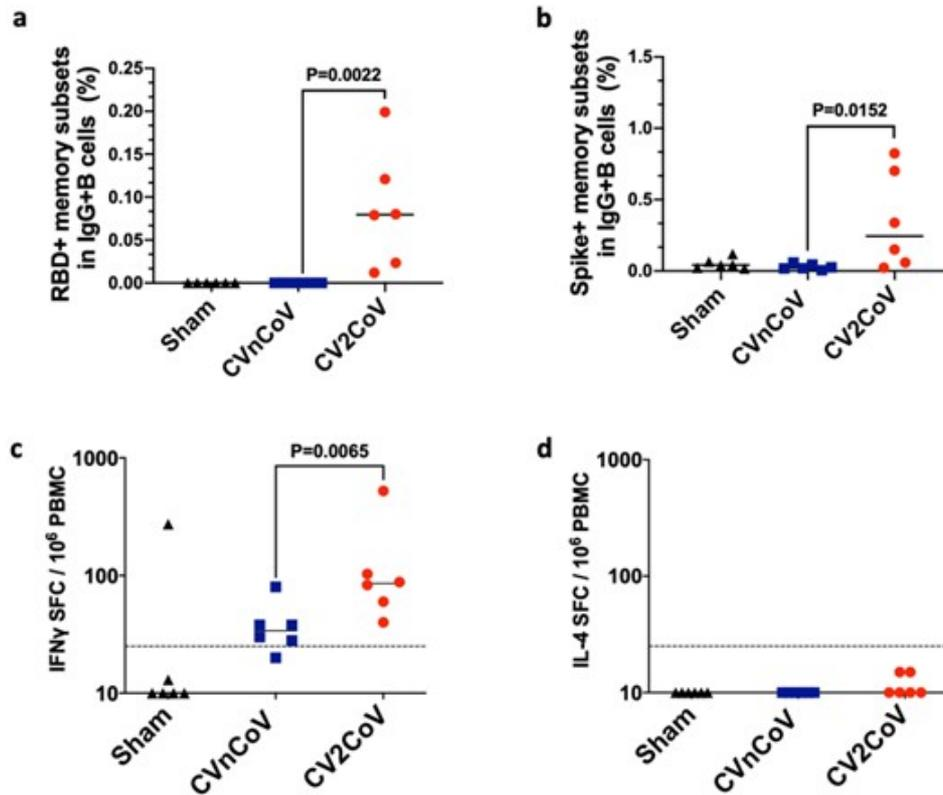 a
RBD+ memory subsets
in IgG+B cells (%)
0.25
0.20
0.15
0.10
0.05
0.00
P=0.0022
Sham
CVnCoV
CV2CoV
b
Spike+ memory subsets
in IgG+B cells (%)
1.5
1.0
0.5
0.0
P=0.0152
Sham
CVnCoV
CV2CoV
c
IFNγ SFC / 10⁶ PBMC
1000
100
10
P=0.0065
Sham
CVnCoV
CV2CoV
d
IL-4 SFC / 10⁶ PBMC
1000
100
10
Sham
CVnCoV
CV2CoV